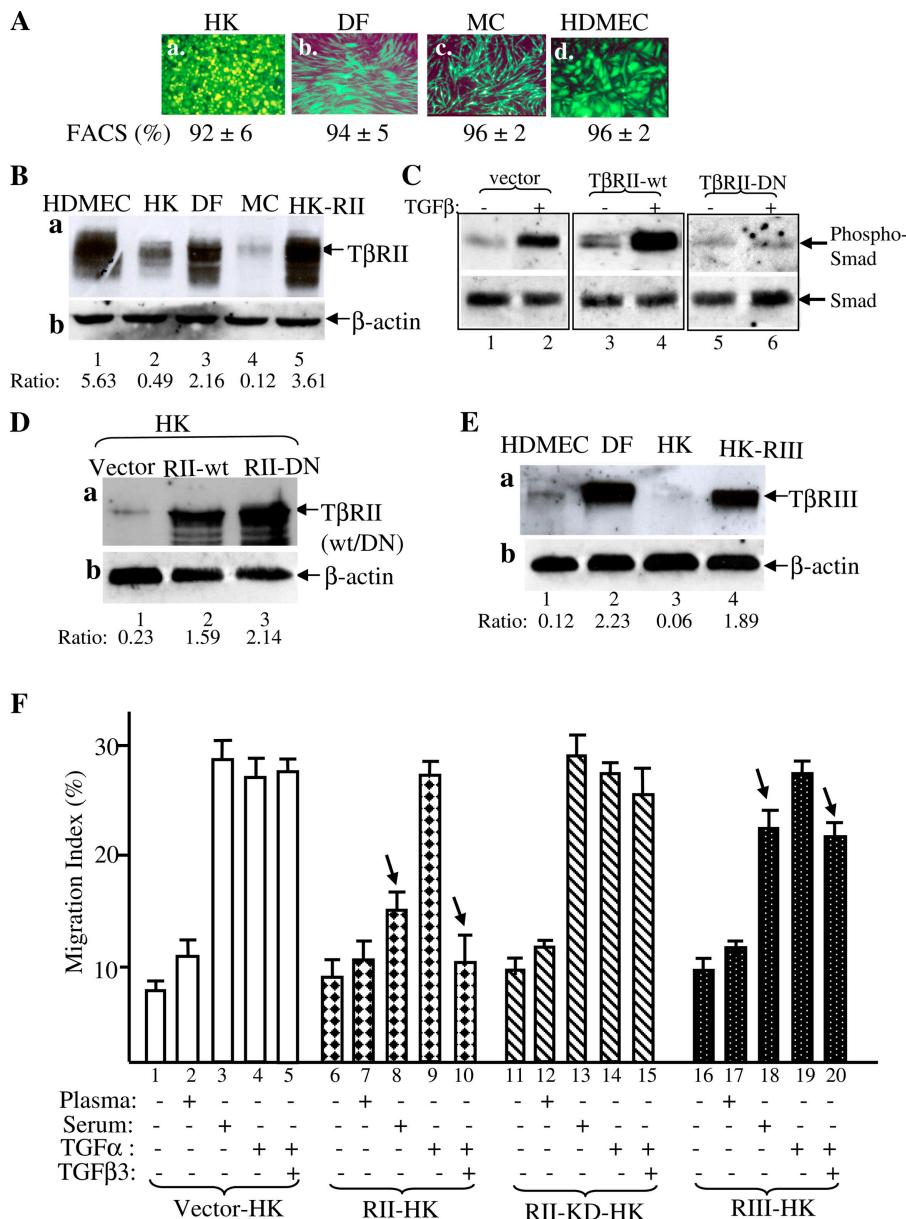 A
HK DF MC HDMEC
a. b. c. d.
FACS (%) 92 ± 6 94 ± 5 96 ± 2 96 ± 2
B
HDMEC HK DF MC HK-RII
a
TβRII
b
β-actin
1 2 3 4 5
Ratio: 5.63 0.49 2.16 0.12 3.61
C
vector TβRII-wt TβRII-DN
TGFβ: - + - + - +
Phospho-
Smad
Smad
1 2 3 4 5 6
D
HK
Vector RII-wt RII-DN
a
TβRII
(wt/DN)
b
β-actin
1 2 3
Ratio: 0.23 1.59 2.14
E
HDMEC DF HK HK-RIII
a
TβRIII
b
β-actin
1 2 3 4
Ratio: 0.12 2.23 0.06 1.89
F
Migration Index (%)
30
20
10
1 2 3 4 5 6 7 8 9 10 11 12 13 14 15 16 17 18 19 20
Plasma: - + - - - - + - - - - + - - - - + - - -
Serum: - - + - - - - + - - - - + - - - - + - -
TGFα : - - - + + - - - + + - - - + + - - - + +
TGFβ3: - - - - + - - - - + - - - - + - - - - +
Vector-HK RII-HK RII-KD-HK RIII-HK